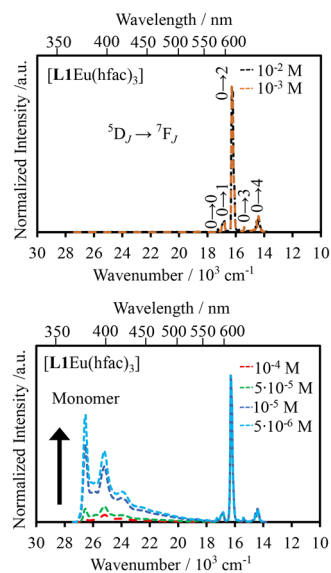 Wavelength / nm
350 400 450 500 550 600
[L1Eu(hfac)₃]
10⁻² M
10⁻³ M
⁵D_J → ⁷F_J
0→0
0→1
0→2
0→3
0→4
Normalized Intensity /a.u.
30 28 26 24 22 20 18 16 14 12 10
Wavenumber / 10³ cm⁻¹
Wavelength / nm
350 400 450 500 550 600
[L1Eu(hfac)₃]
Monomer
10⁻⁴ M
5·10⁻⁵ M
10⁻⁵ M
5·10⁻⁶ M
Normalized Intensity /a.u.
30 28 26 24 22 20 18 16 14 12 10
Wavenumber / 10³ cm⁻¹